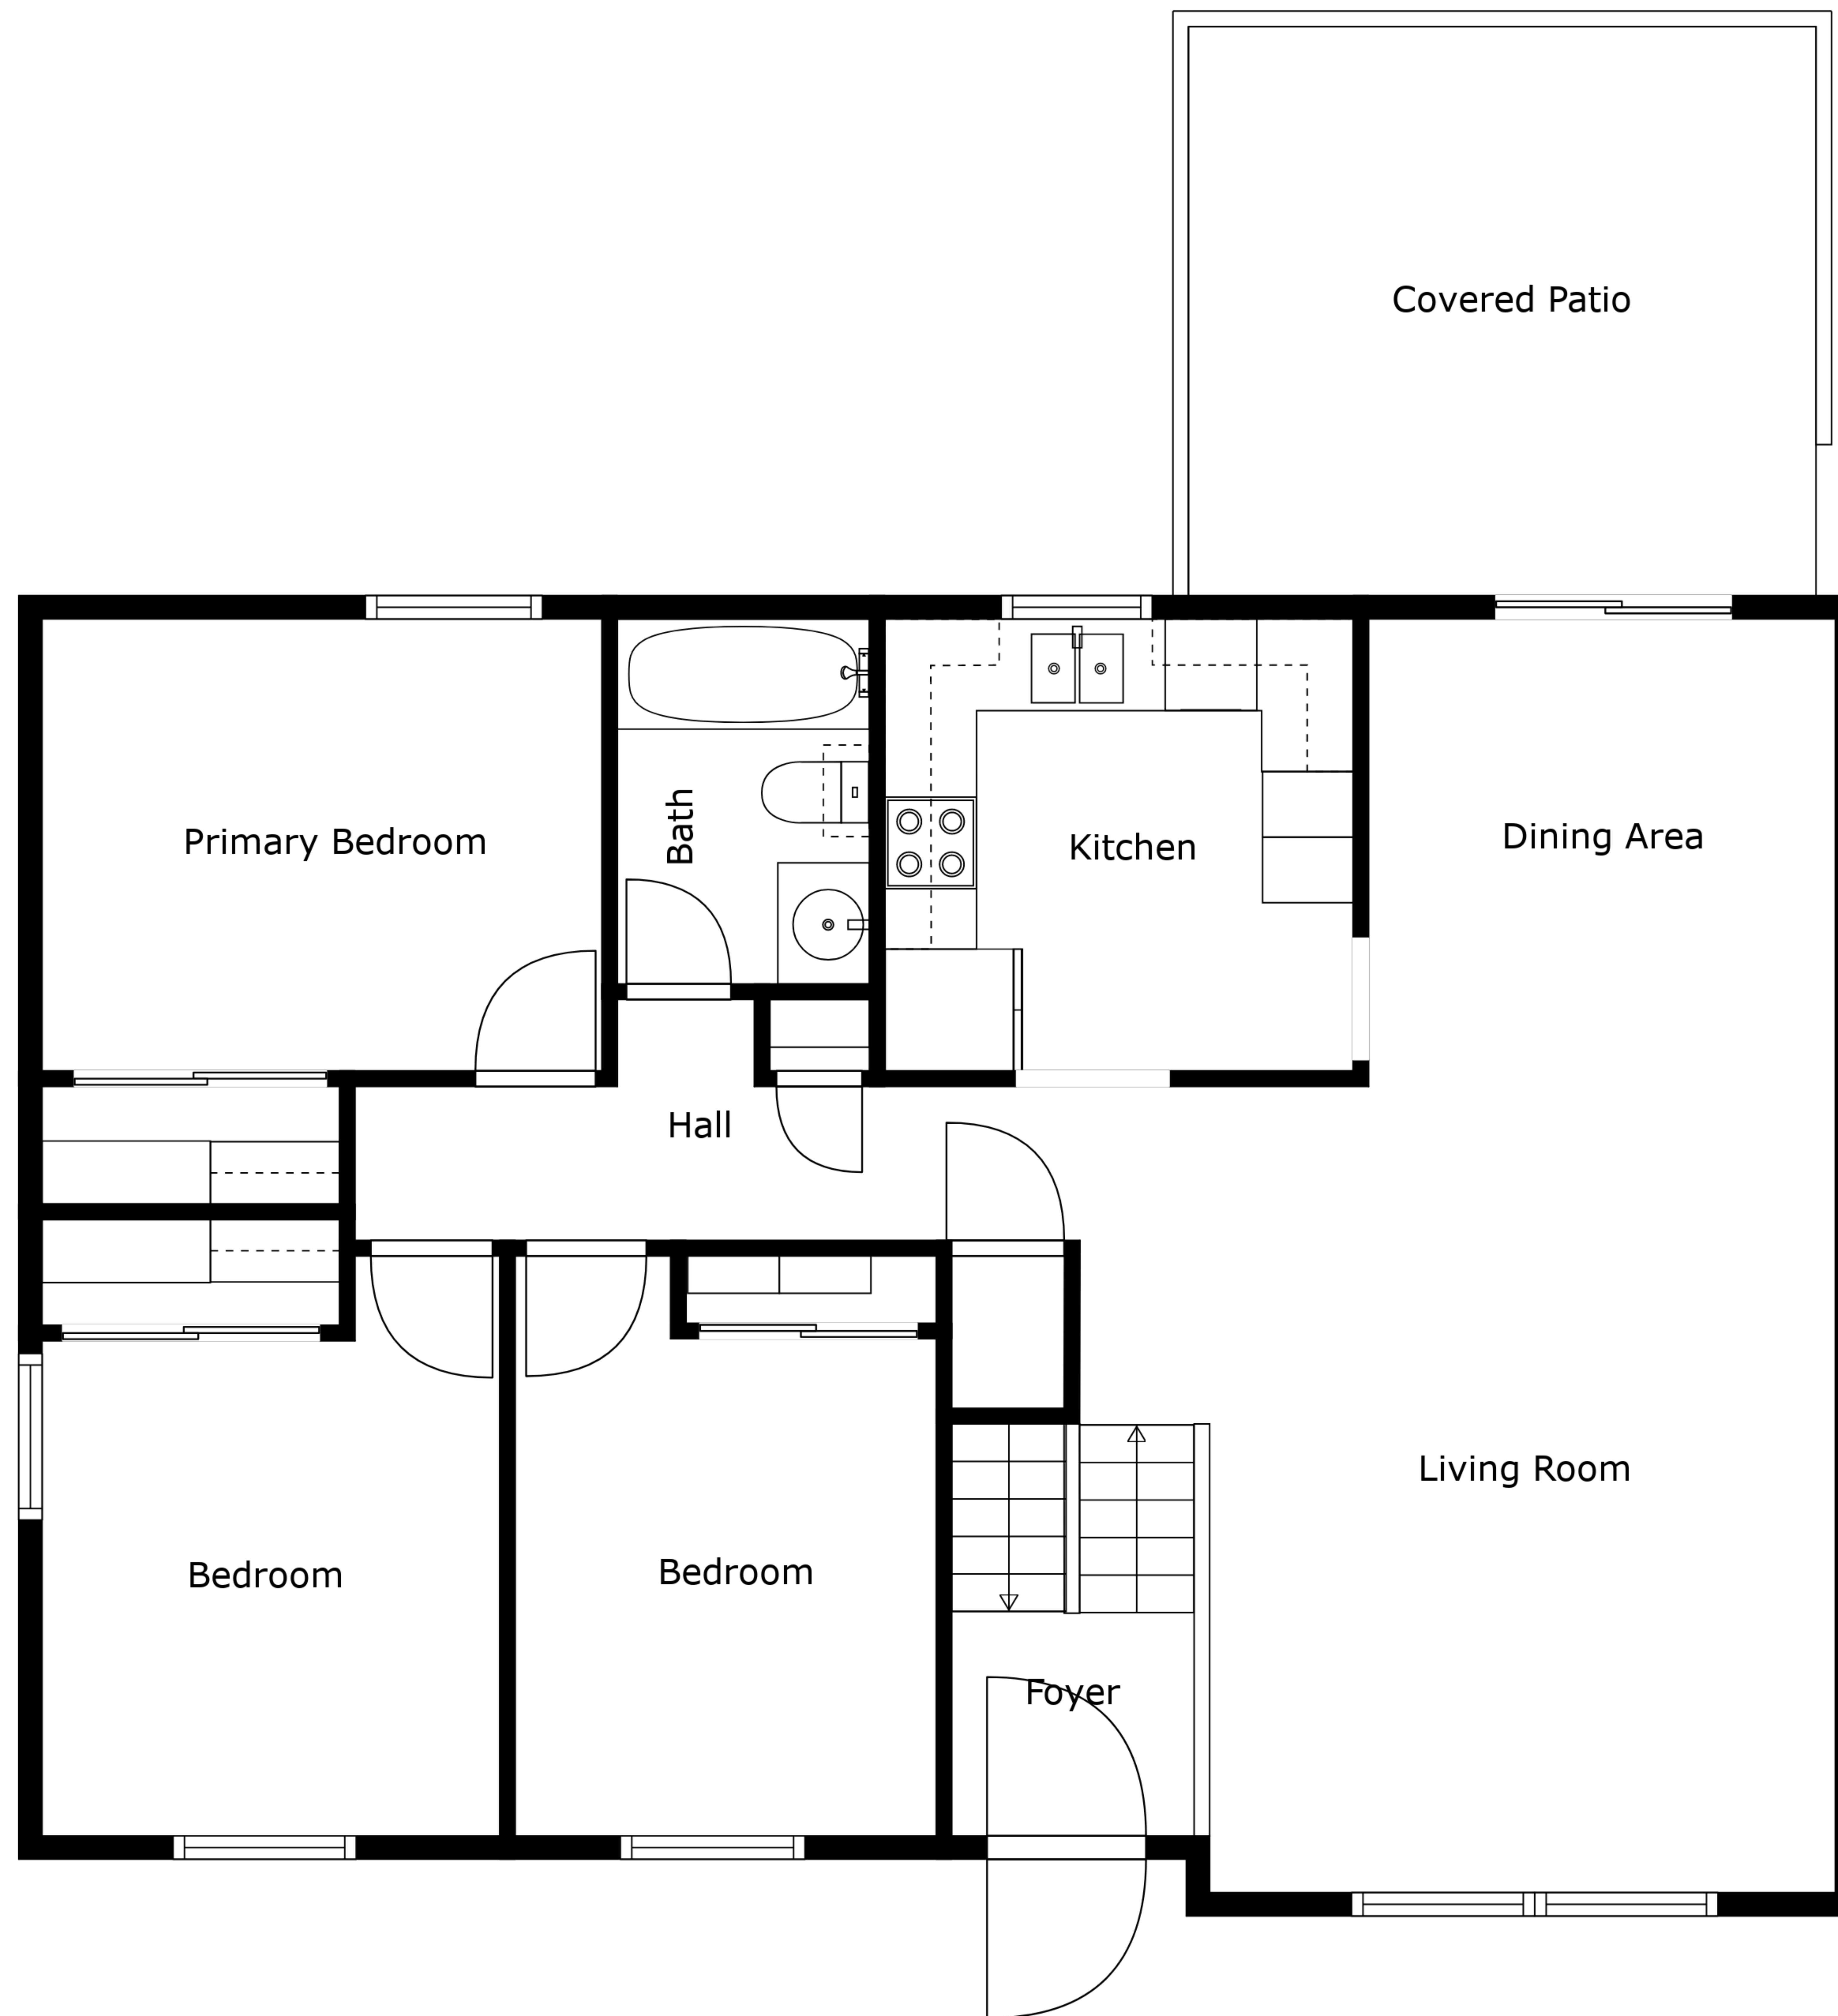 Covered Patio
Primary Bedroom
Bath
Kitchen
Dining Area
Hall
Living Room
Bedroom
Bedroom
Foyer